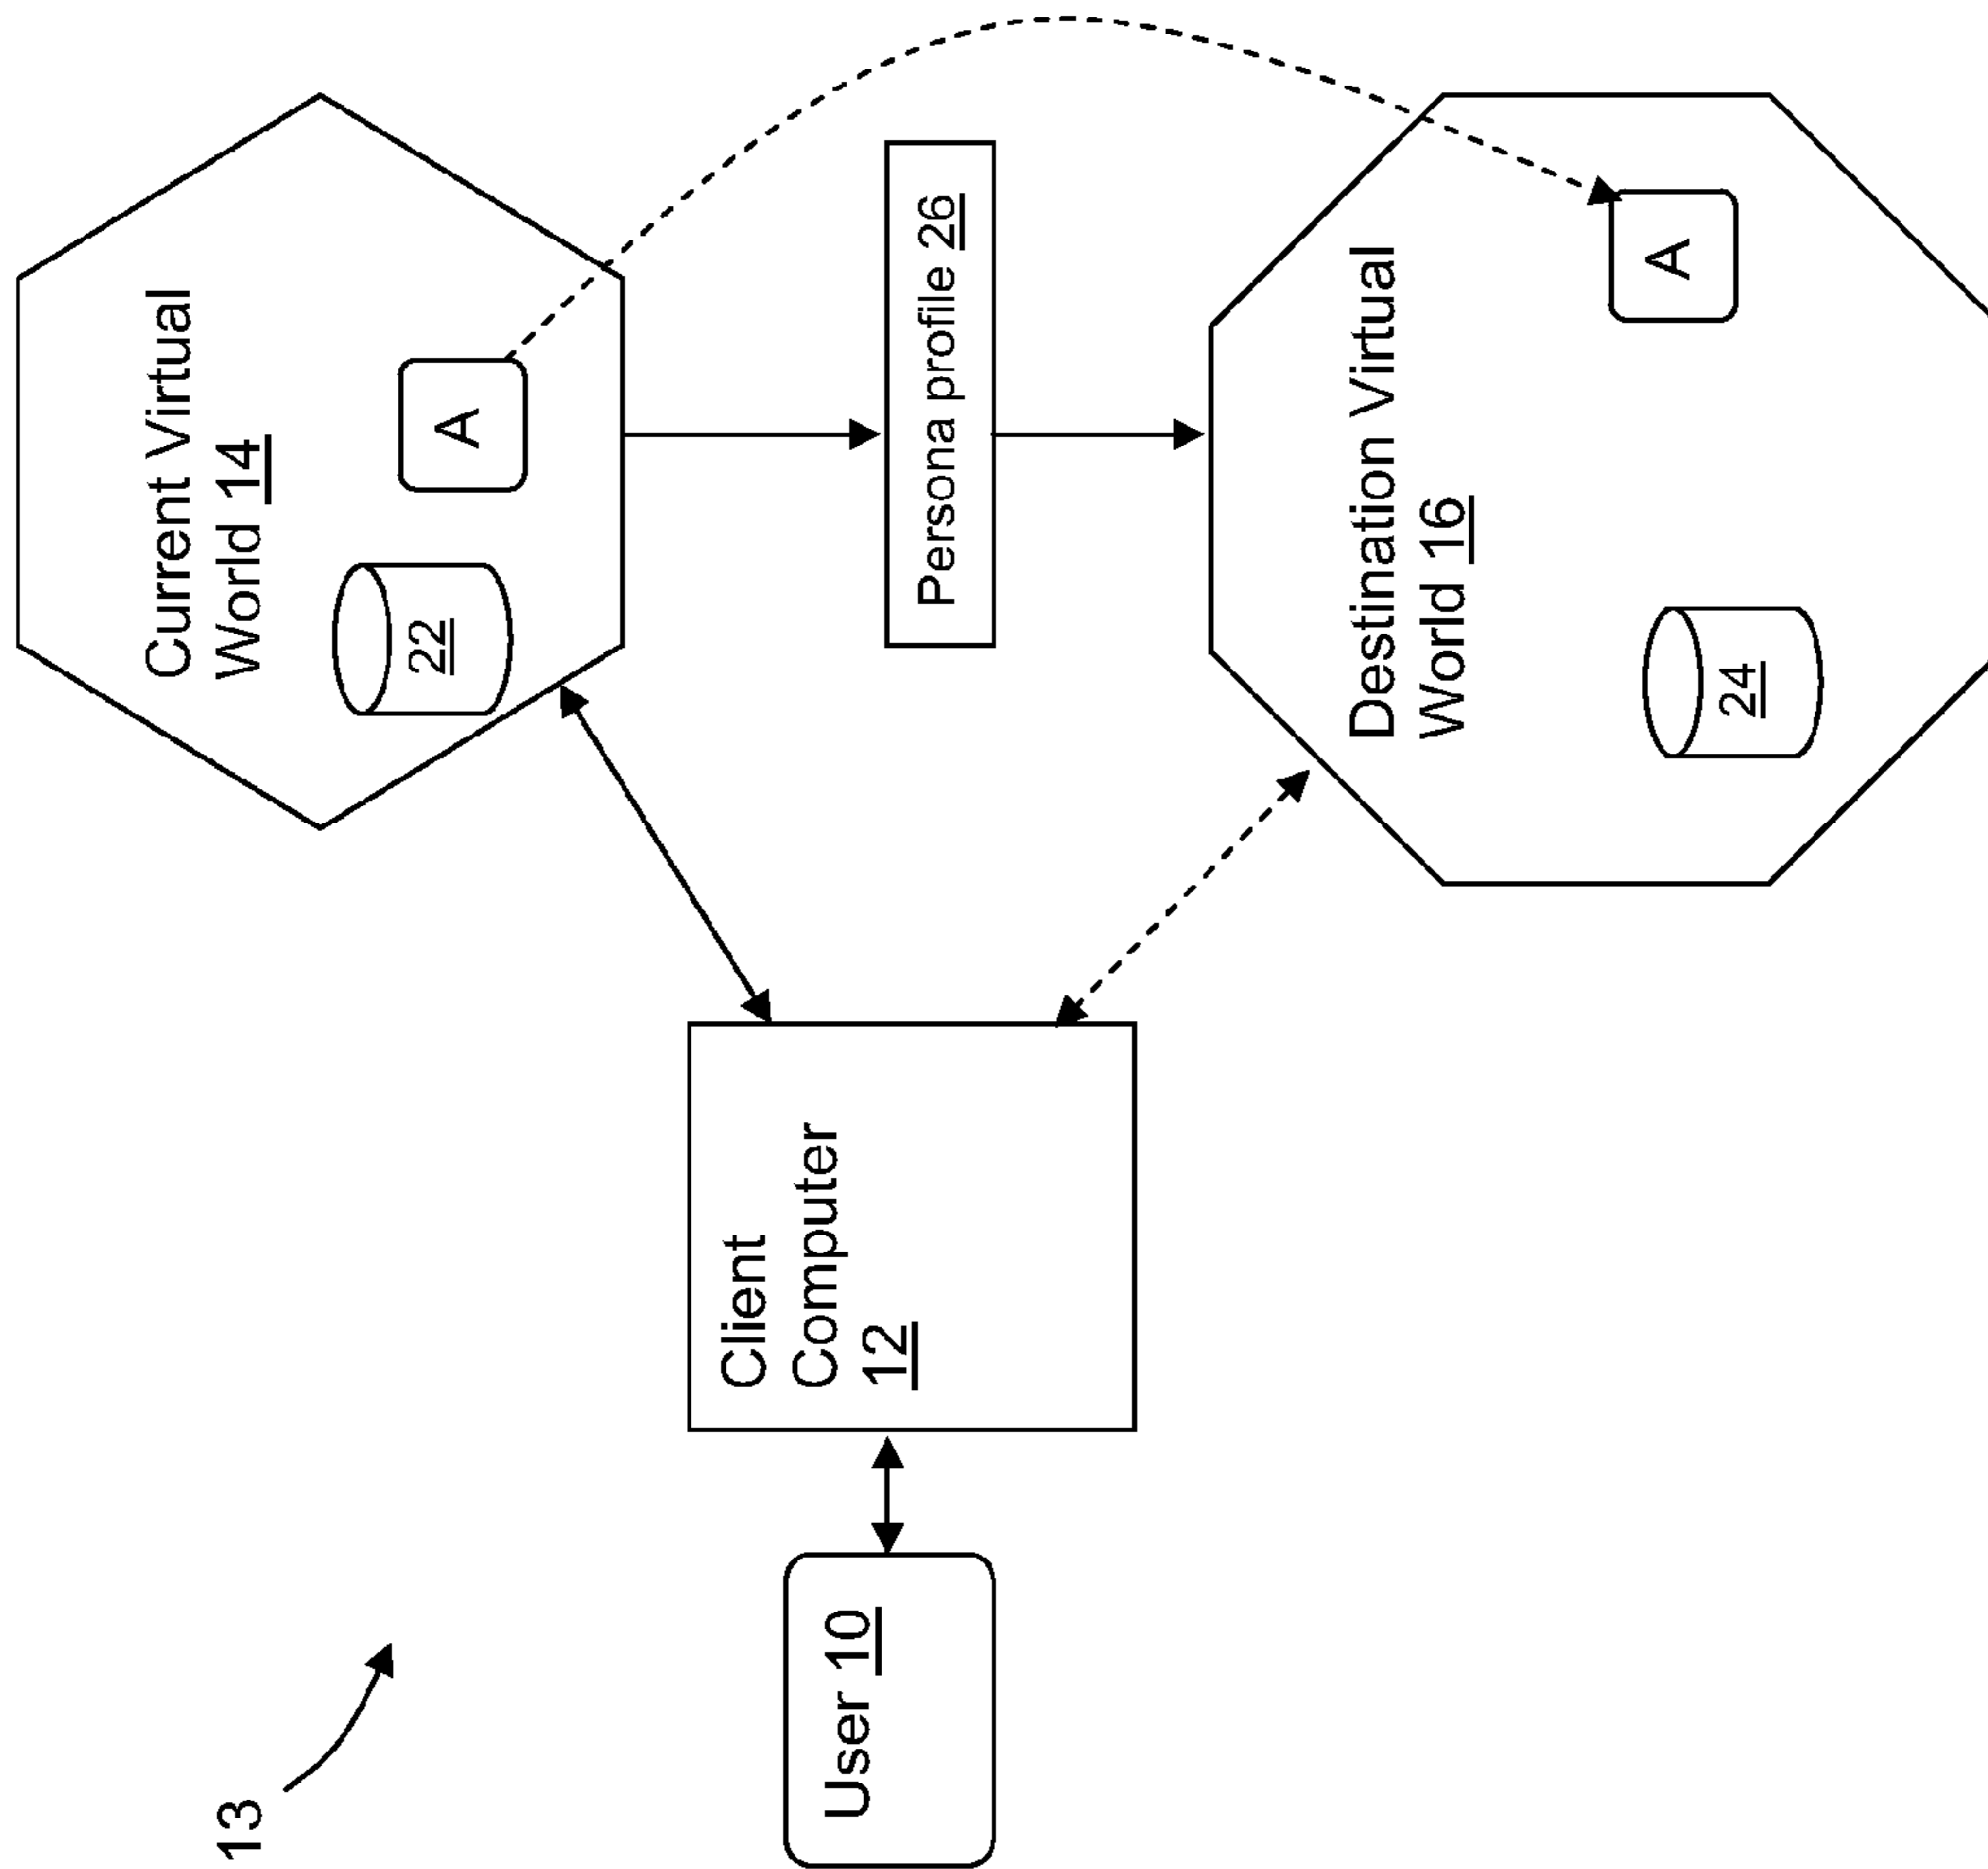 13
User 10
Client
Computer
12
Current Virtual
World 14
22
A
Persona profile 26
Destination Virtual
World 16
24
A